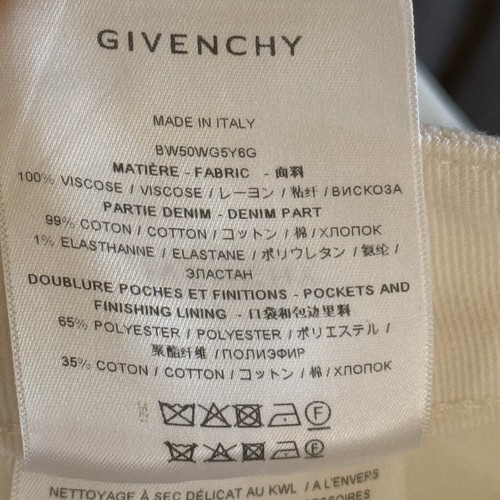 GIVENCHY
MADE IN ITALY
BW50WG5Y6G
MATIÈRE - FABRIC - 面料
100% VISCOSE / VISCOSE / レーヨン / 粘纤 / ВИСКОЗА
PARTIE DENIM - DENIM PART
99% COTON / COTTON / コットン / 棉 / ХЛОПОК
1% ELASTHANNE / ELASTANE / ポリウレタン / 氨纶 /
ЭЛАСТАН
DOUBLURE POCHES ET FINITIONS - POCKETS AND
FINISHING LINING - 口袋和包边里料
65% POLYESTER / POLYESTER / ポリエステル /
聚酯纤维 / ПОЛИЭФИР
35% COTON / COTTON / コットン / 棉 / ХЛОПОК
F
F
NETTOYAGE À SEC DÉLICAT AU KWL / A L'ENVERS